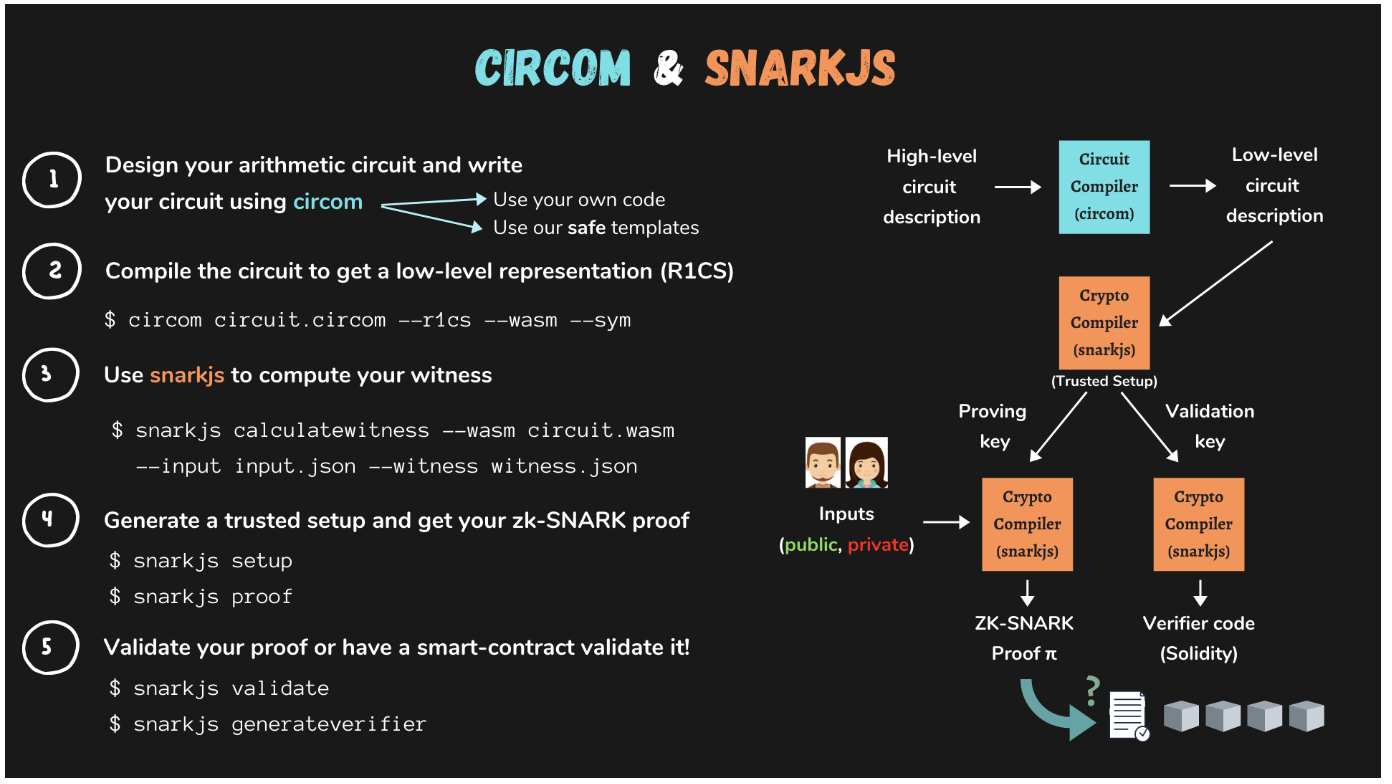 CIRCOM & SNARKJS
1
Design your arithmetic circuit and write
your circuit using circom
Use your own code
Use our safe templates
2
Compile the circuit to get a low-level representation (R1CS)
$ circom circuit.circom --r1cs --wasm --sym
3
Use snarkjs to compute your witness
$ snarkjs calculatewitness --wasm circuit.wasm
--input input.json --witness witness.json
4
Generate a trusted setup and get your zk-SNARK proof
$ snarkjs setup
$ snarkjs proof
5
Validate your proof or have a smart-contract validate it!
$ snarkjs validate
$ snarkjs generateverifier
High-level
circuit
description
Circuit
Compiler
(circom)
Low-level
circuit
description
Crypto
Compiler
(snarkjs)
(Trusted Setup)
Proving
key
Validation
key
Inputs
(public, private)
Crypto
Compiler
(snarkjs)
Crypto
Compiler
(snarkjs)
ZK-SNARK
Proof π
Verifier code
(Solidity)
?